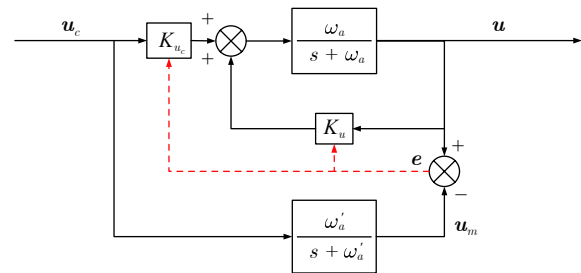 u_c
K_{u_c}
+
+
ω_a
s + ω_a
u
K_u
+
e
−
ω_a'
s + ω_a'
u_m